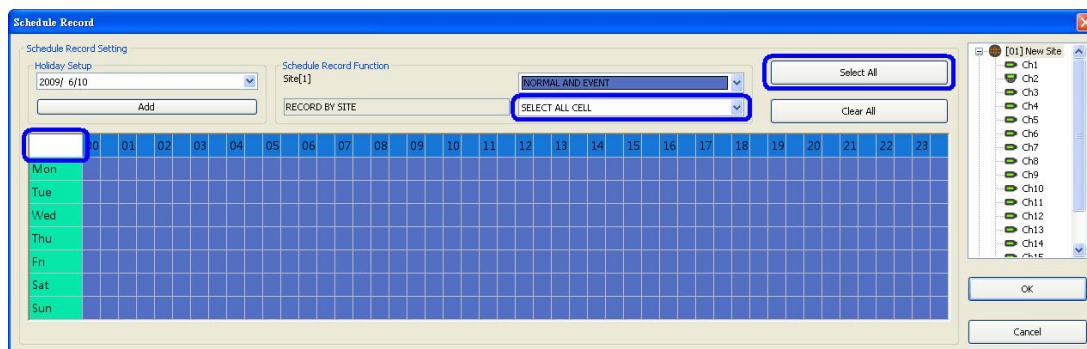 Schedule Record
Schedule Record Setting
Holiday Setup
2009/ 6/10
Add
Schedule Record Function
Site[1]
NORMAL AND EVENT
RECORD BY SITE
SELECT ALL CELL
Select All
Clear All
00 01 02 03 04 05 06 07 08 09 10 11 12 13 14 15 16 17 18 19 20 21 22 23
Mon
Tue
Wed
Thu
Fri
Sat
Sun
[01] New Site
Ch1
Ch2
Ch3
Ch4
Ch5
Ch6
Ch7
Ch8
Ch9
Ch10
Ch11
Ch12
Ch13
Ch14
Ch15
OK
Cancel